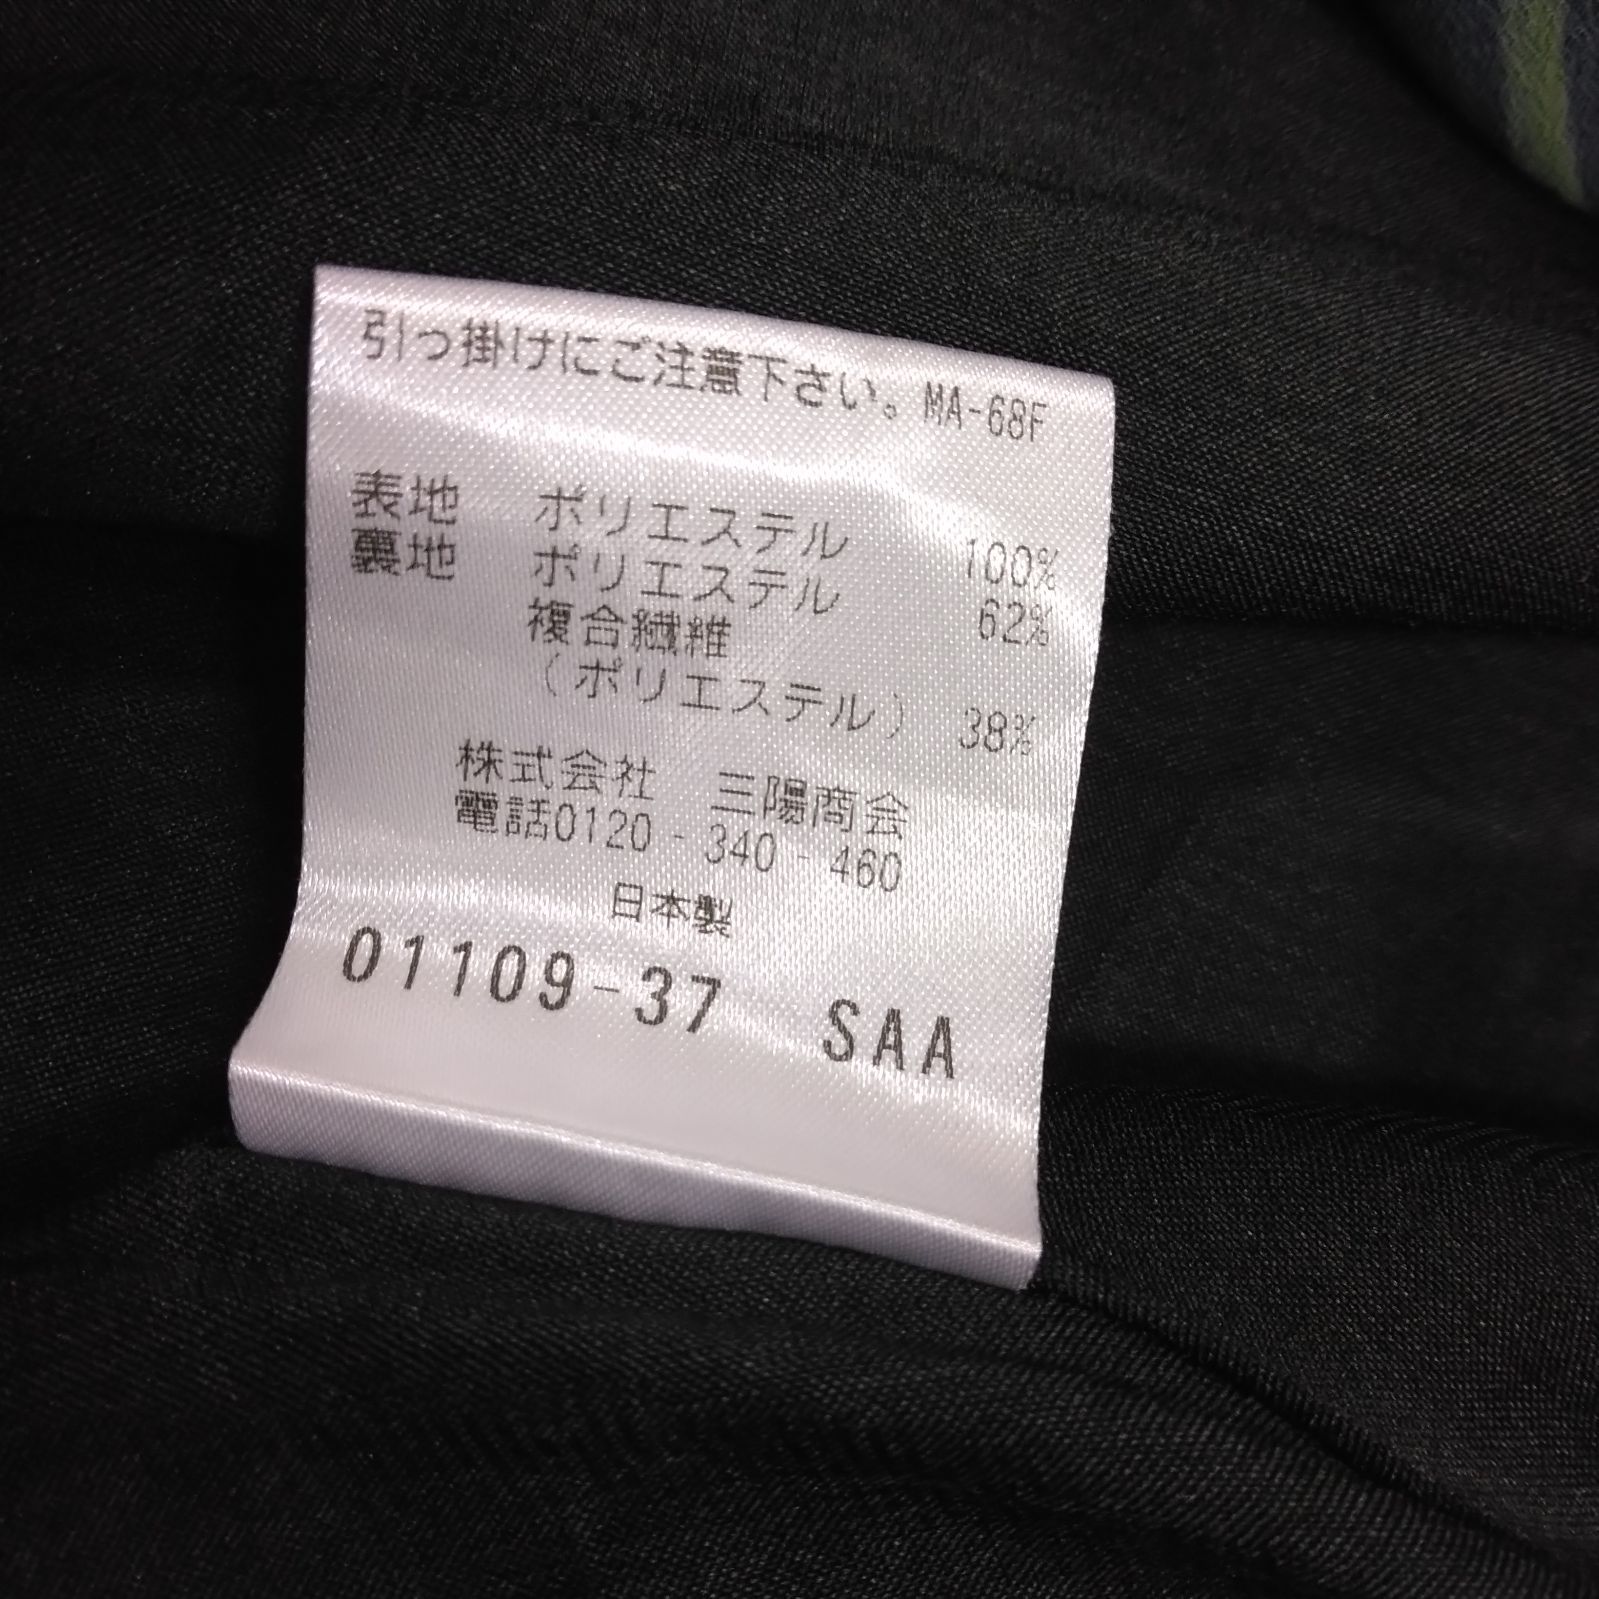 引っ掛けにご注意下さい。MA-68F
表地 ポリエステル 100%
裏地 ポリエステル 62%
複合繊維
(ポリエステル) 38%
株式会社 三陽商会
電話0120-340-460
日本製
01109-37 SAA